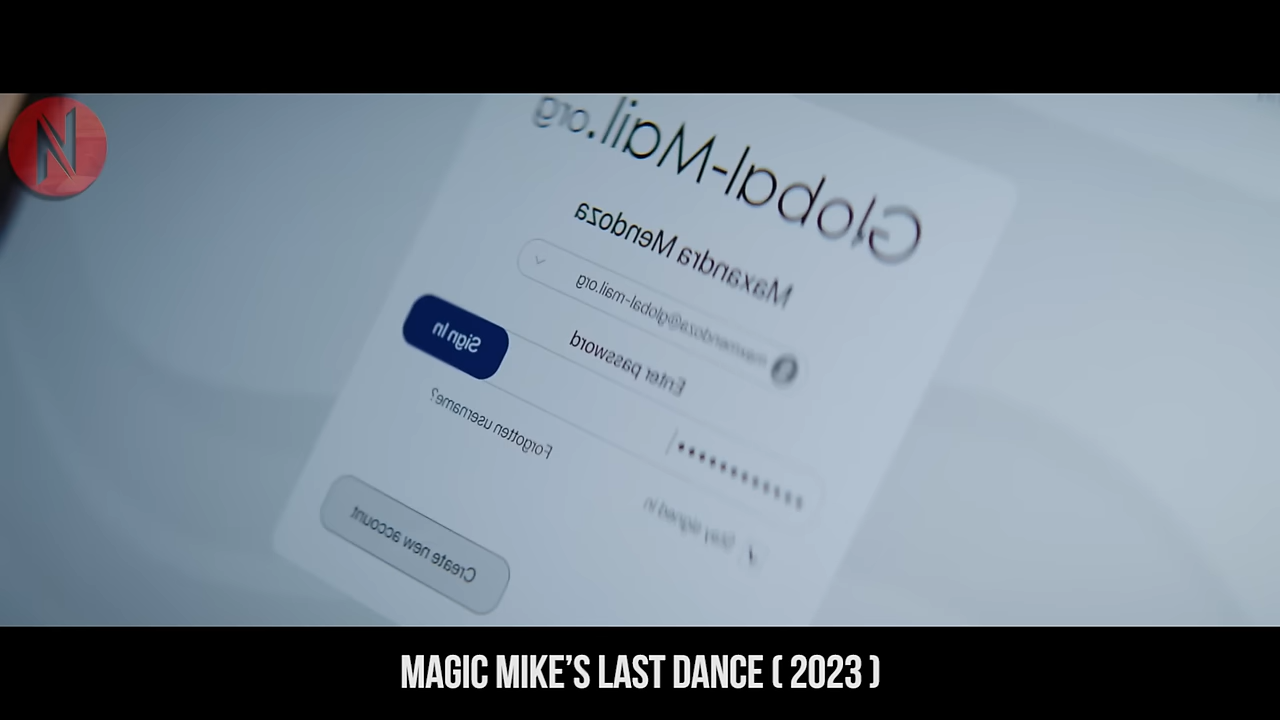 N
Global-Mail.org
Maxandra Mendoza
maxmendoza@global-mail.org
Enter password
Sign In
Stay signed in
Forgotten username?
Create new account
MAGIC MIKE’S LAST DANCE ( 2023 )